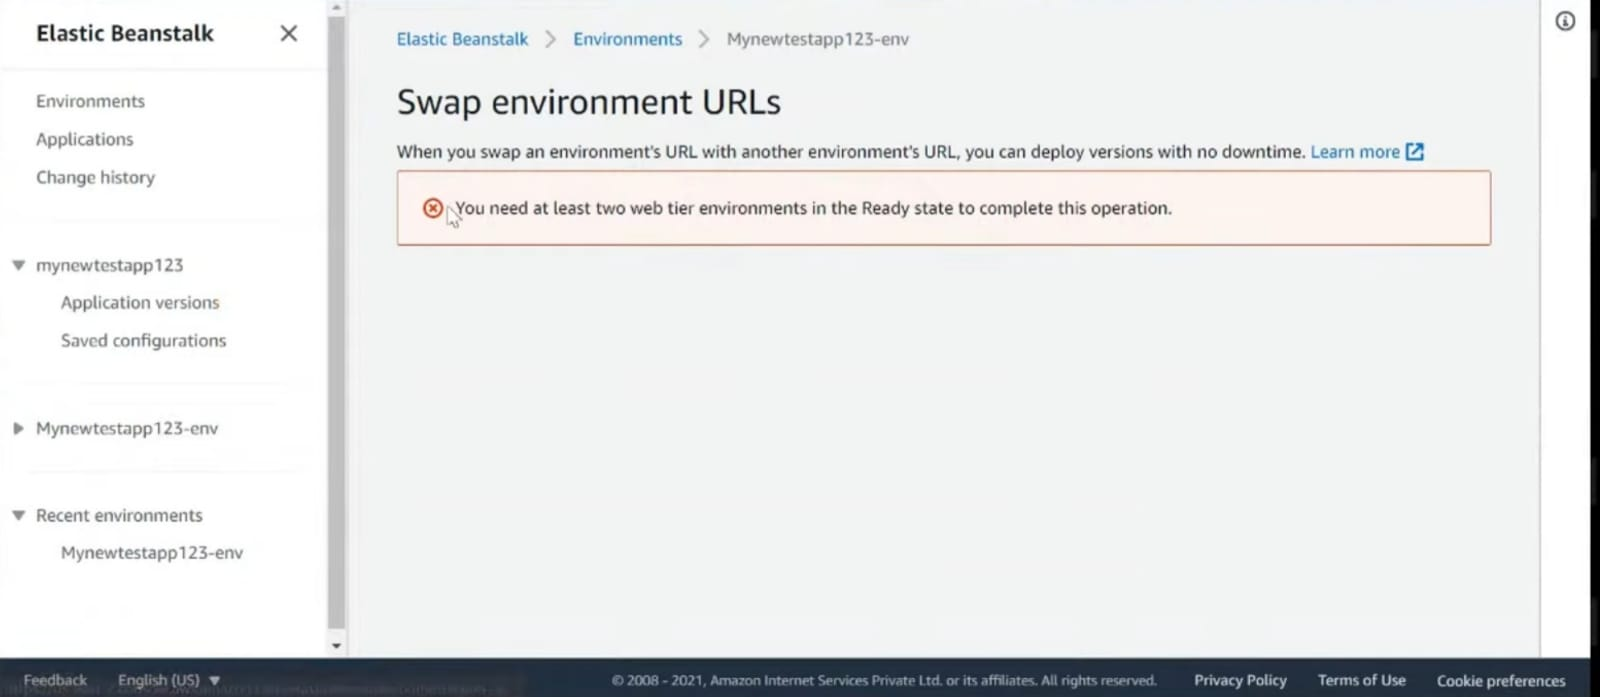 Elastic Beanstalk
Environments
Applications
Change history
mynewtestapp123
Application versions
Saved configurations
Mynewtestapp123-env
Recent environments
Mynewtestapp123-env
Elastic Beanstalk > Environments > Mynewtestapp123-env
Swap environment URLs
When you swap an environment's URL with another environment's URL, you can deploy versions with no downtime. Learn more
You need at least two web tier environments in the Ready state to complete this operation.
Feedback English (US) © 2008 - 2021, Amazon Internet Services Private Ltd. or its affiliates. All rights reserved. Privacy Policy Terms of Use Cookie preferences